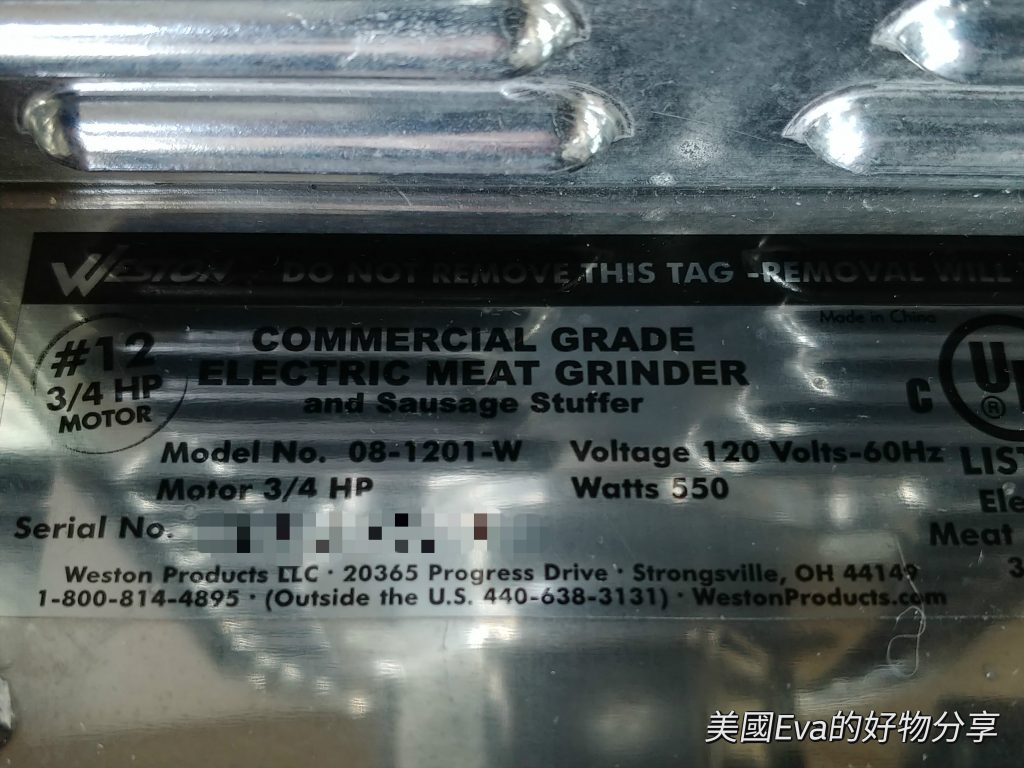 WESTON DO NOT REMOVE THIS TAG -REMOVAL WILL
Made in China
#12
3/4 HP
MOTOR
COMMERCIAL GRADE
ELECTRIC MEAT GRINDER
and Sausage Stuffer
C
U
®
Model No. 08-1201-W Voltage 120 Volts-60Hz
Motor 3/4 HP Watts 550
Serial No.
Meat
Weston Products LLC · 20365 Progress Drive · Strongsville, OH 44149
1-800-814-4895 · (Outside the U.S. 440-638-3131) · WestonProducts.com
美國Eva的好物分享